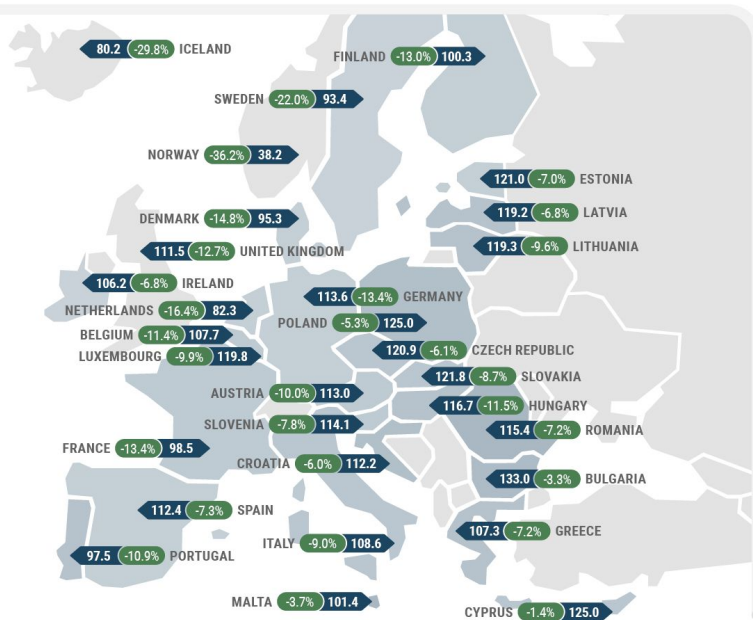 80.2 -29.8% ICELAND
FINLAND -13.0% 100.3
SWEDEN -22.0% 93.4
NORWAY -36.2% 38.2
121.0 -7.0% ESTONIA
119.2 -6.8% LATVIA
DENMARK -14.8% 95.3
119.3 -9.6% LITHUANIA
111.5 -12.7% UNITED KINGDOM
106.2 -6.8% IRELAND
113.6 -13.4% GERMANY
NETHERLANDS -16.4% 82.3
POLAND -5.3% 125.0
BELGIUM -11.4% 107.7
120.9 -6.1% CZECH REPUBLIC
LUXEMBOURG -9.9% 119.8
121.8 -8.7% SLOVAKIA
AUSTRIA -10.0% 113.0
116.7 -11.5% HUNGARY
SLOVENIA -7.8% 114.1
115.4 -7.2% ROMANIA
FRANCE -13.4% 98.5
CROATIA -6.0% 112.2
133.0 -3.3% BULGARIA
112.4 -7.3% SPAIN
107.3 -7.2% GREECE
ITALY -9.0% 108.6
97.5 -10.9% PORTUGAL
MALTA -3.7% 101.4
CYPRUS -1.4% 125.0